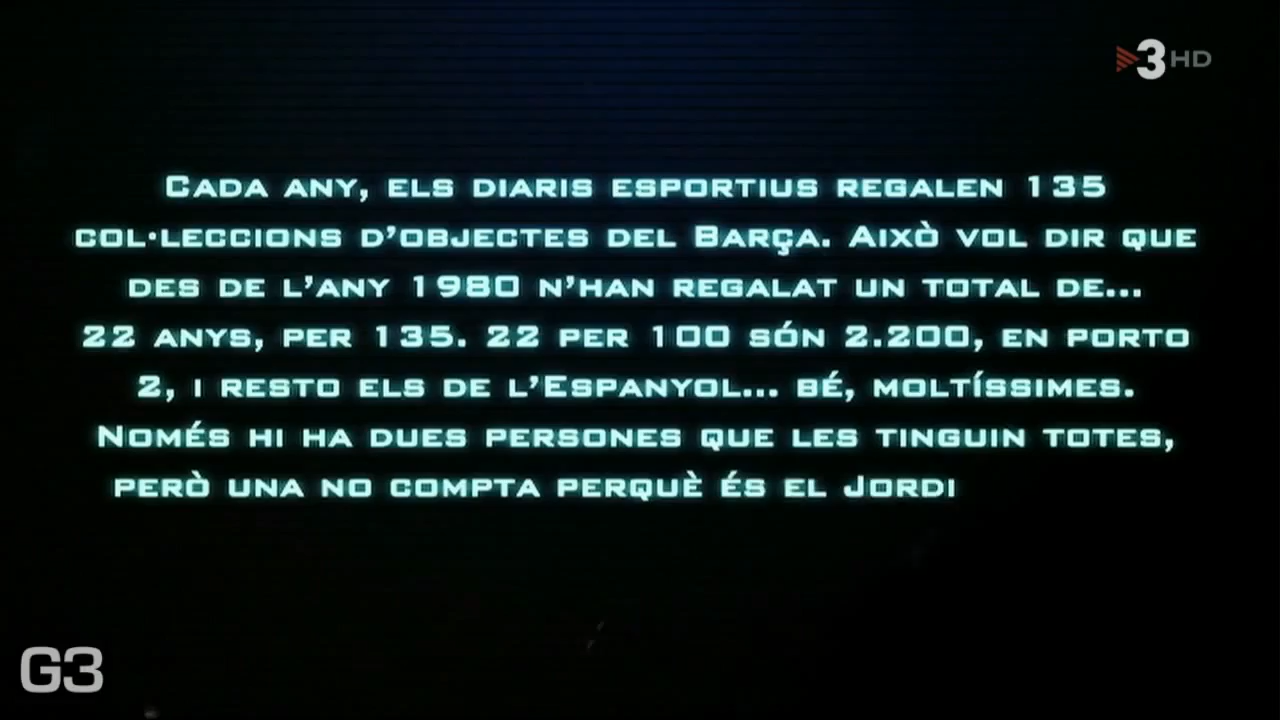 3 HD
Cada any, els diaris esportius regalen 135
col·leccions d'objectes del Barça. Això vol dir que
des de l'any 1980 n'han regalat un total de...
22 anys, per 135. 22 per 100 són 2.200, en porto
2, i resto els de l'Espanyol... bé, moltíssimes.
Només hi ha dues persones que les tinguin totes,
però una no compta perquè és el Jordi
G3